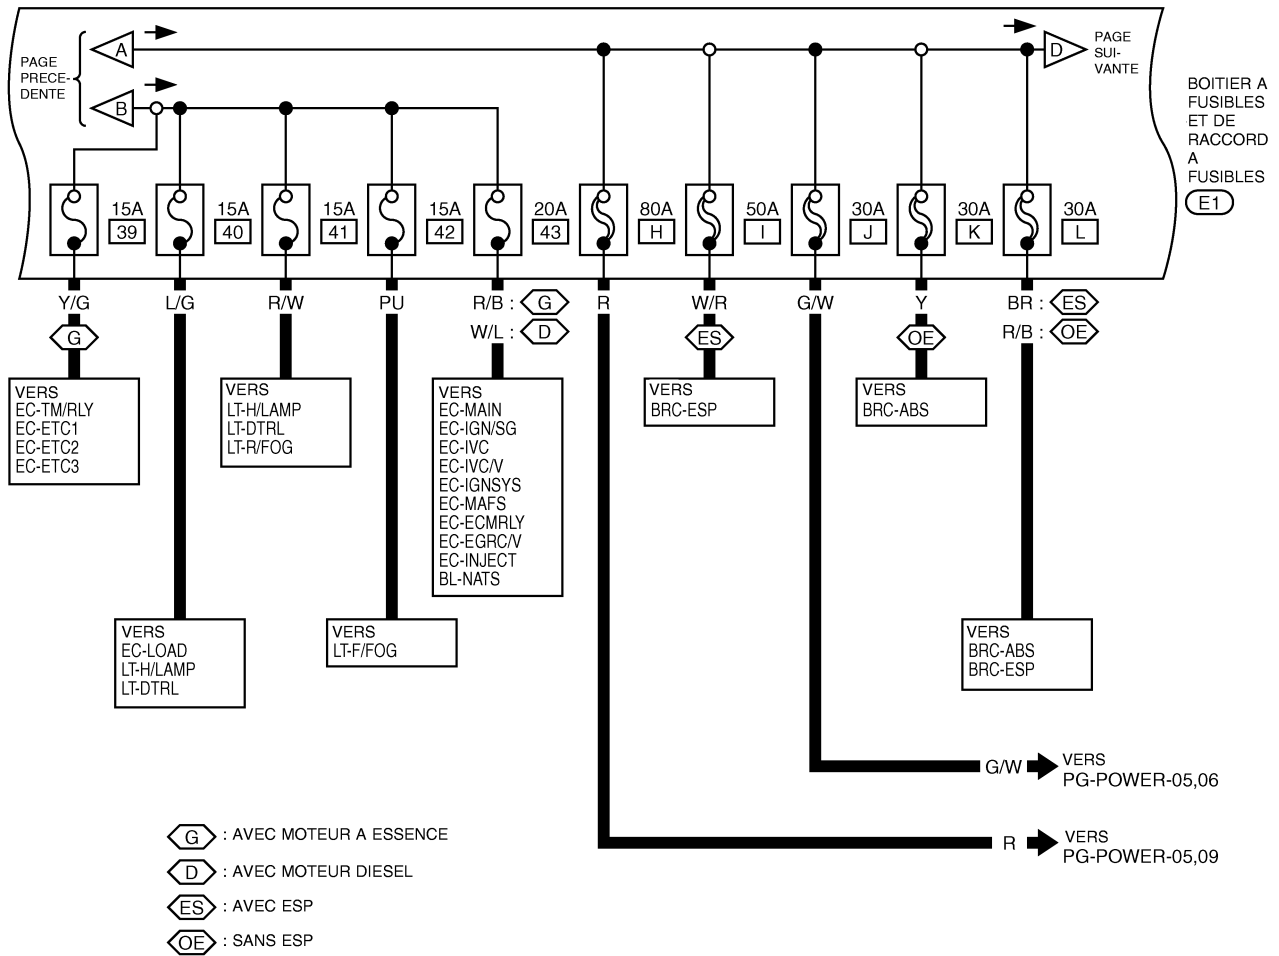 PAGE
PRECE-
DENTE
A
B
D
PAGE
SUI-
VANTE
BOITIER A
FUSIBLES
ET DE
RACCORD
A
FUSIBLES
E1
15A
39
15A
40
15A
41
15A
42
20A
43
80A
H
50A
I
30A
J
30A
K
30A
L
Y/G
L/G
R/W
PU
R/B : G
W/L : D
R
W/R
G/W
Y
BR : ES
R/B : OE
G
ES
OE
VERS
EC-TM/RLY
EC-ETC1
EC-ETC2
EC-ETC3
VERS
LT-H/LAMP
LT-DTRL
LT-R/FOG
VERS
EC-MAIN
EC-IGN/SG
EC-IVC
EC-IVC/V
EC-IGNSYS
EC-MAFS
EC-ECMRLY
EC-EGRC/V
EC-INJECT
BL-NATS
VERS
BRC-ESP
VERS
BRC-ABS
VERS
EC-LOAD
LT-H/LAMP
LT-DTRL
VERS
LT-F/FOG
VERS
BRC-ABS
BRC-ESP
G/W
VERS
PG-POWER-05,06
R
VERS
PG-POWER-05,09
G : AVEC MOTEUR A ESSENCE
D : AVEC MOTEUR DIESEL
ES : AVEC ESP
OE : SANS ESP